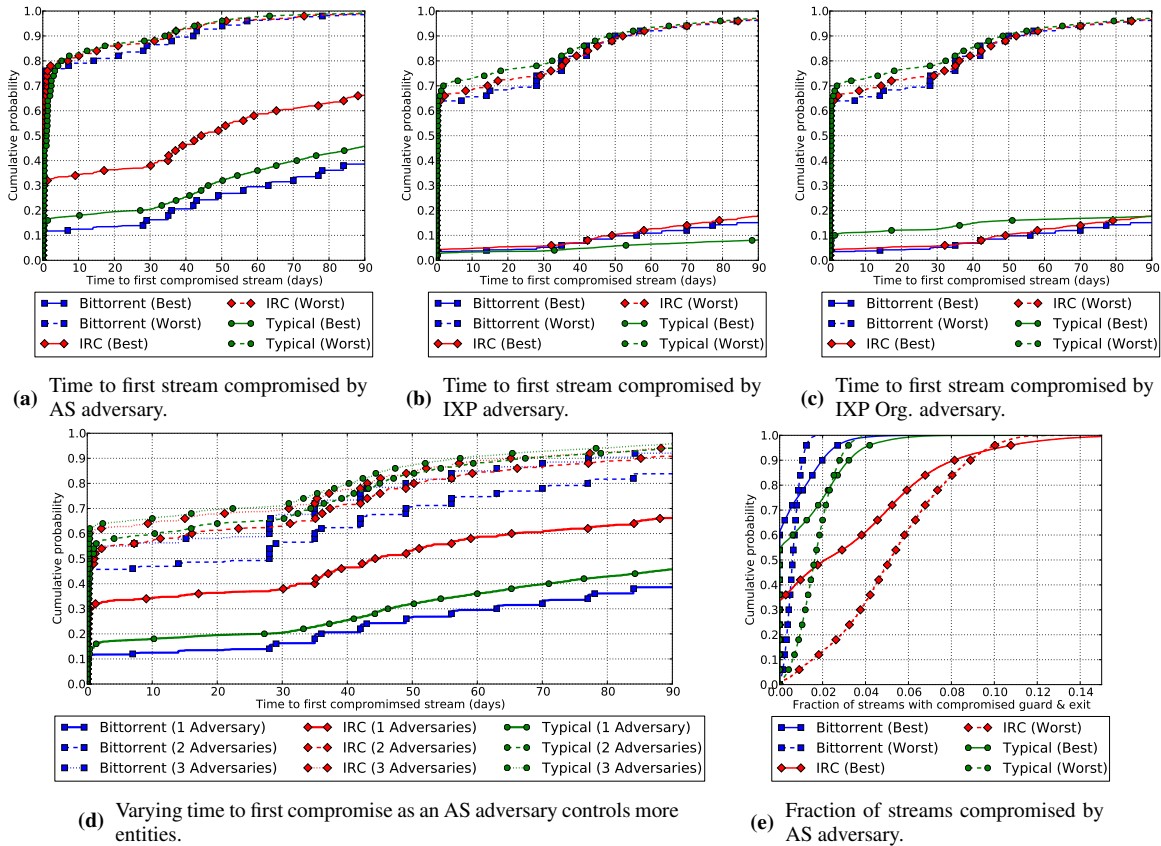 Cumulative probability
1.0
0.9
0.8
0.7
0.6
0.5
0.4
0.3
0.2
0.1
0.0
0 10 20 30 40 50 60 70 80 90
Time to first compromised stream (days)
Bittorrent (Best)
Bittorrent (Worst)
IRC (Best)
IRC (Worst)
Typical (Best)
Typical (Worst)
(a) Time to first stream compromised by
AS adversary.
Cumulative probability
1.0
0.9
0.8
0.7
0.6
0.5
0.4
0.3
0.2
0.1
0.0
0 10 20 30 40 50 60 70 80 90
Time to first compromised stream (days)
Bittorrent (Best)
Bittorrent (Worst)
IRC (Best)
IRC (Worst)
Typical (Best)
Typical (Worst)
(b) Time to first stream compromised by
IXP adversary.
Cumulative probability
1.0
0.9
0.8
0.7
0.6
0.5
0.4
0.3
0.2
0.1
0.0
0 10 20 30 40 50 60 70 80 90
Time to first compromised stream (days)
Bittorrent (Best)
Bittorrent (Worst)
IRC (Best)
IRC (Worst)
Typical (Best)
Typical (Worst)
(c) Time to first stream compromised by
IXP Org. adversary.
Cumulative probability
1.0
0.9
0.8
0.7
0.6
0.5
0.4
0.3
0.2
0.1
0.0
0 10 20 30 40 50 60 70 80 90
Time to first comprommised stream (days)
Bittorrent (1 Adversary)
Bittorrent (2 Adversaries)
Bittorrent (3 Adversaries)
IRC (1 Adversaries)
IRC (2 Adversaries)
IRC (3 Adversaries)
Typical (1 Adversary)
Typical (2 Adversaries)
Typical (3 Adversaries)
(d) Varying time to first compromise as an AS adversary controls more
entities.
Cumulative probability
1.0
0.9
0.8
0.7
0.6
0.5
0.4
0.3
0.2
0.1
0.0
0.00 0.02 0.04 0.06 0.08 0.10 0.12 0.14
Fraction of streams with compromised guard & exit
Bittorrent (Best)
Bittorrent (Worst)
IRC (Best)
IRC (Worst)
Typical (Best)
Typical (Worst)
(e) Fraction of streams compromised by
AS adversary.